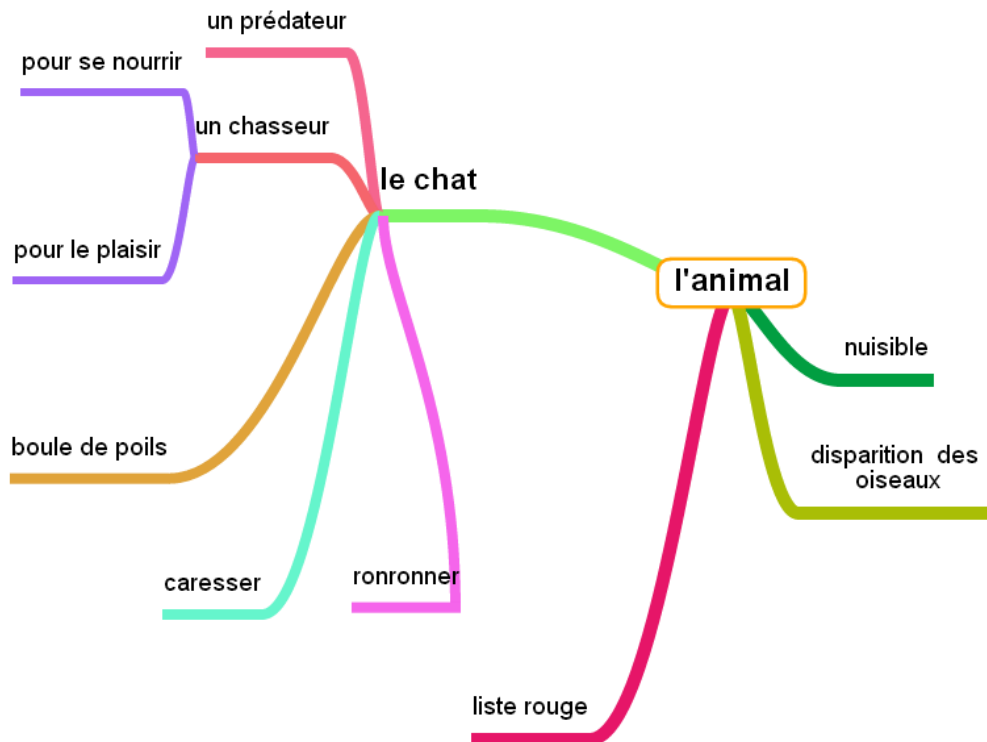 un prédateur
pour se nourrir
un chasseur
le chat
pour le plaisir
l'animal
nuisible
boule de poils
disparition des
oiseaux
caresser
ronronner
liste rouge